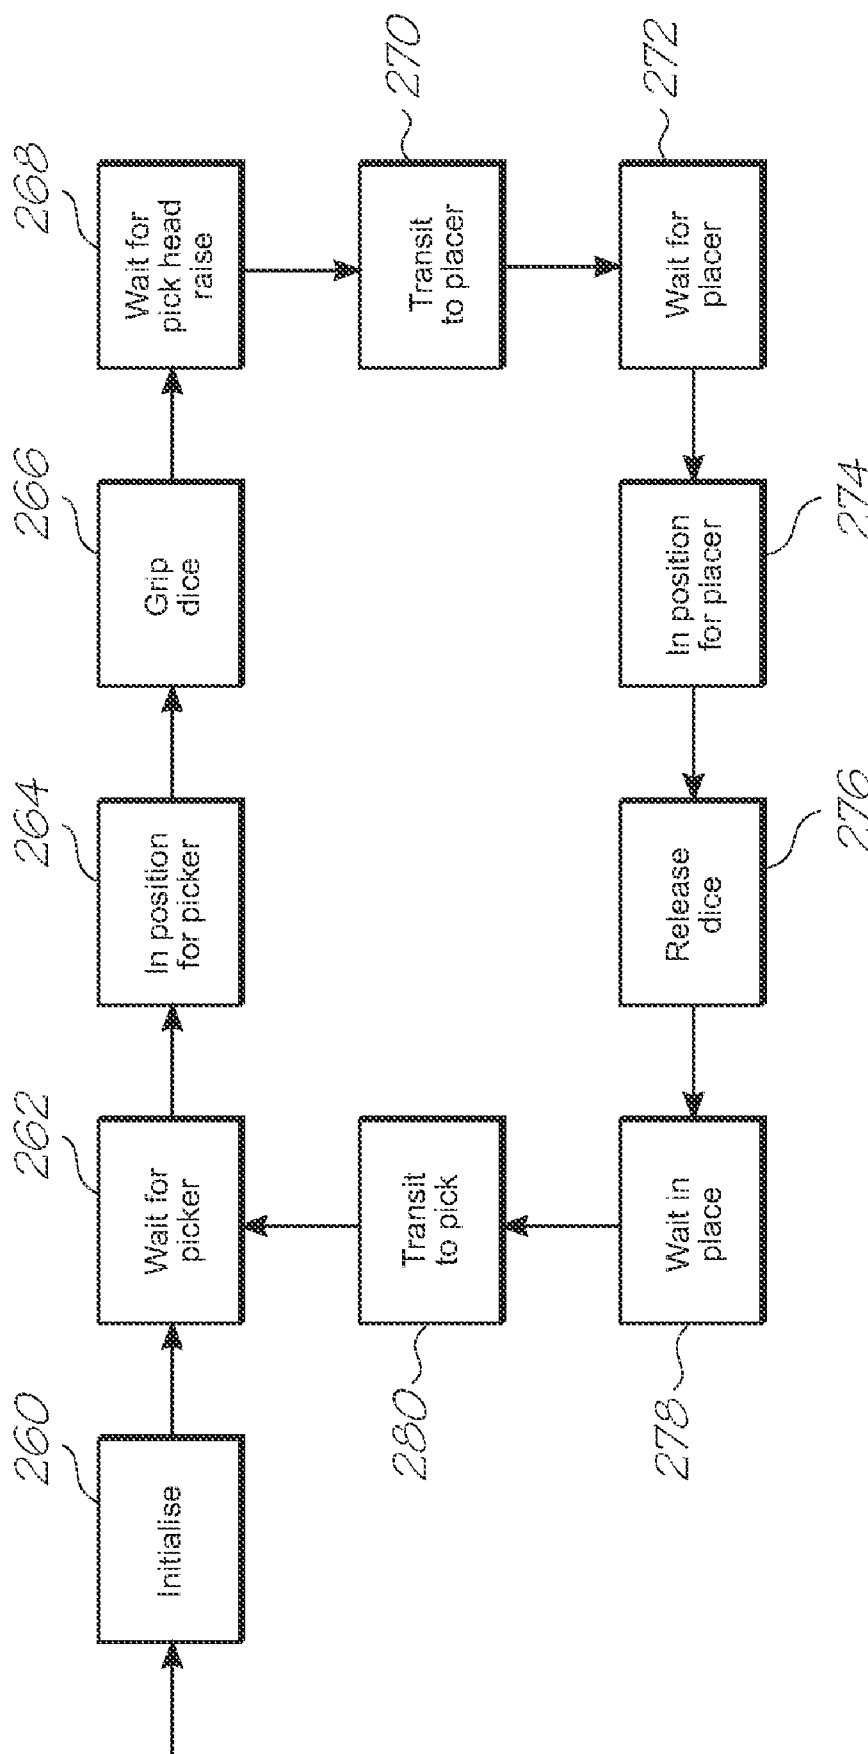 260
Initialise
262
Wait for
picker
264
In position
for picker
266
Grip
dice
268
Wait for
pick head
raise
270
Transit
to placer
272
Wait for
placer
274
In position
for placer
276
Release
dice
278
Wait in
place
280
Transit
to pick